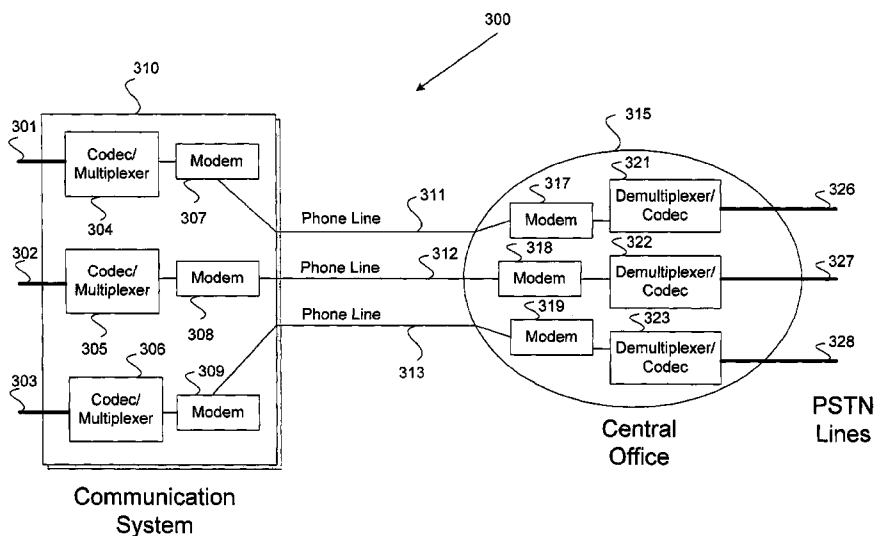 300
310
315
301
Codec/
Multiplexer
Modem
304
307
Phone Line
311
317
Modem
321
Demultiplexer/
Codec
326
302
Codec/
Multiplexer
Modem
305
308
Phone Line
312
318
Modem
322
Demultiplexer/
Codec
327
303
306
Codec/
Multiplexer
309
Modem
Phone Line
313
319
Modem
323
Demultiplexer/
Codec
328
Communication
System
Central
Office
PSTN
Lines